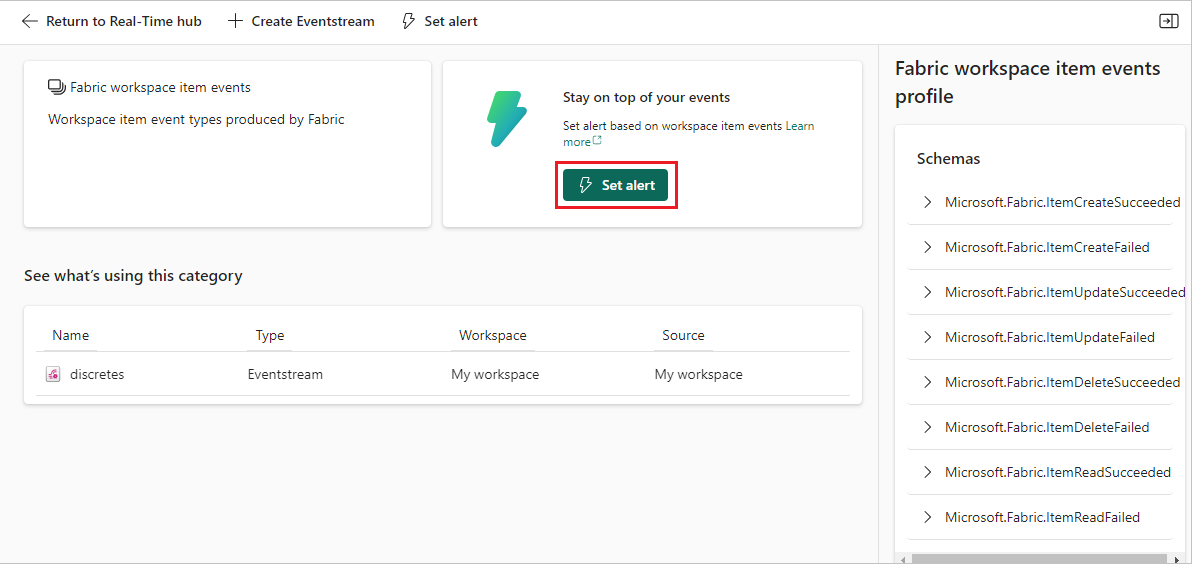 Return to Real-Time hub
Create Eventstream
Set alert
Fabric workspace item events
Workspace item event types produced by Fabric
Stay on top of your events
Set alert based on workspace item events Learn
more
Set alert
See what’s using this category
Name Type Workspace Source
discretes Eventstream My workspace My workspace
Fabric workspace item events
profile
Schemas
Microsoft.Fabric.ItemCreateSucceeded
Microsoft.Fabric.ItemCreateFailed
Microsoft.Fabric.ItemUpdateSucceeded
Microsoft.Fabric.ItemUpdateFailed
Microsoft.Fabric.ItemDeleteSucceeded
Microsoft.Fabric.ItemDeleteFailed
Microsoft.Fabric.ItemReadSucceeded
Microsoft.Fabric.ItemReadFailed